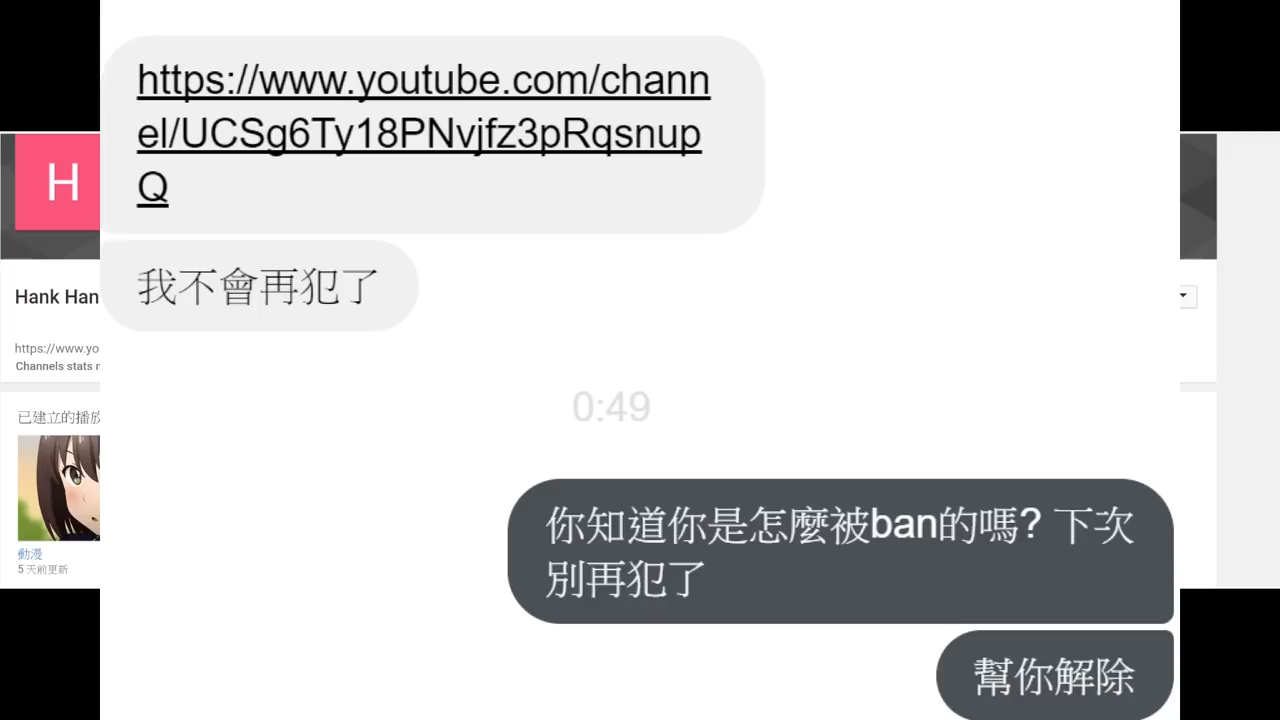 https://www.youtube.com/chann
el/UCSg6Ty18PNvjfz3pRqsnup
Q
H
我不會再犯了
Hank Han
https://www.yo
Channels stats n
0:49
已建立的播放
你知道你是怎麼被ban的嗎? 下次
別再犯了
動漫
5 天前更新
幫你解除